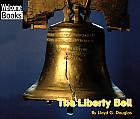 Welcome
Books
The Liberty Bell
By Lloyd G. Douglas